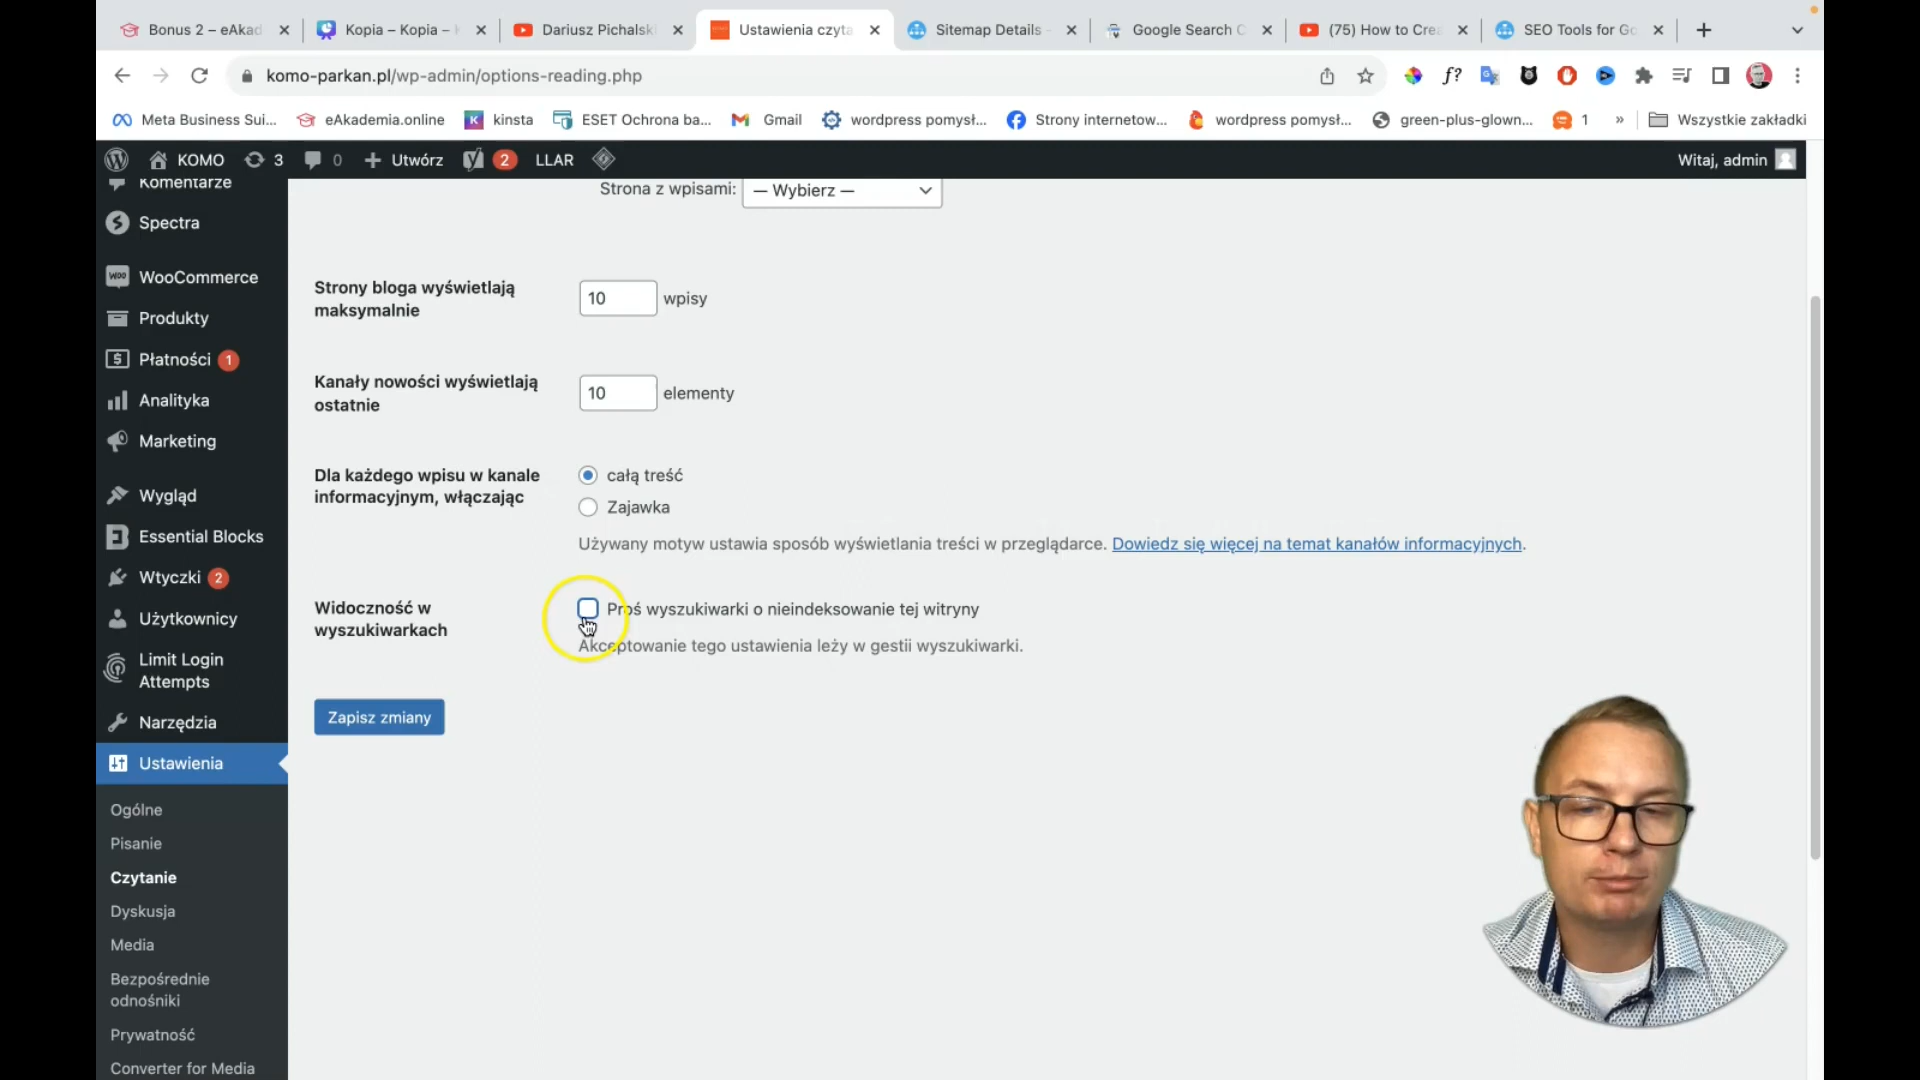 Bonus 2 – eAkad
Kopia – Kopia –
Dariusz Pichalski
Ustawienia czyta
Sitemap Details
Google Search C
(75) How to Crea
SEO Tools for Go
komo-parkan.pl/wp-admin/options-reading.php
Meta Business Sui...
eAkademia.online
kinsta
ESET Ochrona ba...
Gmail
wordpress pomysł...
Strony internetow...
wordpress pomysł...
green-plus-glown...
1
»
Wszystkie zakładki
KOMO
3
0
Utwórz
2
LLAR
Witaj, admin
Komentarze
Spectra
WooCommerce
Produkty
Płatności 1
Analityka
Marketing
Wygląd
Essential Blocks
Wtyczki 2
Użytkownicy
Limit Login
Attempts
Narzędzia
Ustawienia
Ogólne
Pisanie
Czytanie
Dyskusja
Media
Bezpośrednie
odnośniki
Prywatność
Converter for Media
Strona z wpisami: — Wybierz —
Strony bloga wyświetlają
maksymalnie
10 wpisy
Kanały nowości wyświetlają
ostatnie
10 elementy
Dla każdego wpisu w kanale
informacyjnym, włączając
całą treść
Zajawka
Używany motyw ustawia sposób wyświetlania treści w przeglądarce. Dowiedz się więcej na temat kanałów informacyjnych.
Widoczność w
wyszukiwarkach
Proś wyszukiwarki o nieindeksowanie tej witryny
Akceptowanie tego ustawienia leży w gestii wyszukiwarki.
Zapisz zmiany